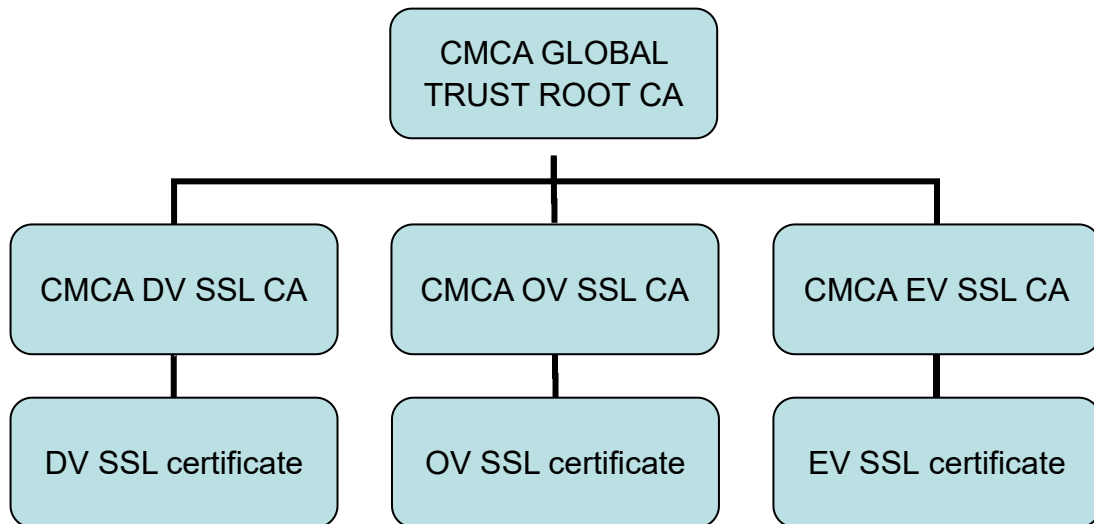 CMCA GLOBAL
TRUST ROOT CA
CMCA DV SSL CA
CMCA OV SSL CA
CMCA EV SSL CA
DV SSL certificate
OV SSL certificate
EV SSL certificate